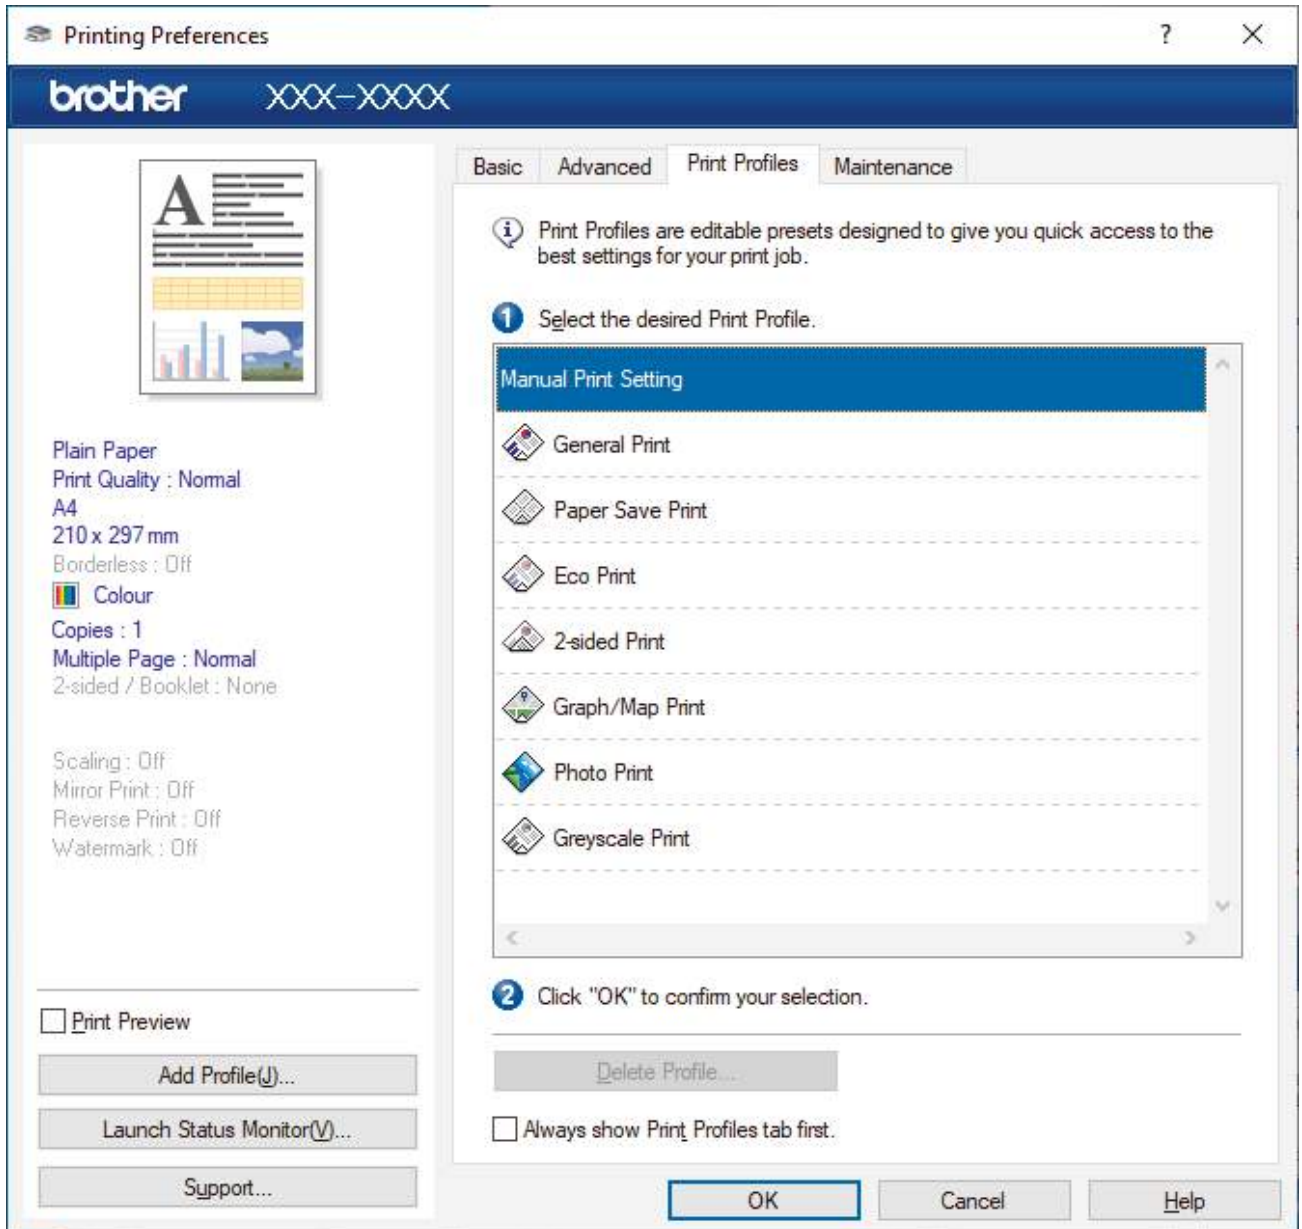 Printing Preferences
?
brother XXX-XXXX
Basic
Advanced
Print Profiles
Maintenance
A
Plain Paper
Print Quality : Normal
A4
210 x 297 mm
Borderless : Off
Colour
Copies : 1
Multiple Page : Normal
2-sided / Booklet : None
Scaling : Off
Mirror Print : Off
Reverse Print : Off
Watermark : Off
Print Preview
Add Profile(J)...
Launch Status Monitor(V)...
Support...
Print Profiles are editable presets designed to give you quick access to the
best settings for your print job.
1 Select the desired Print Profile.
Manual Print Setting
General Print
Paper Save Print
Eco Print
2-sided Print
Graph/Map Print
Photo Print
Greyscale Print
2 Click "OK" to confirm your selection.
Delete Profile...
Always show Print Profiles tab first.
OK
Cancel
Help